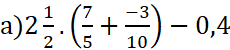 a) 2 1/2 . (7/5 + -3/10) − 0,4